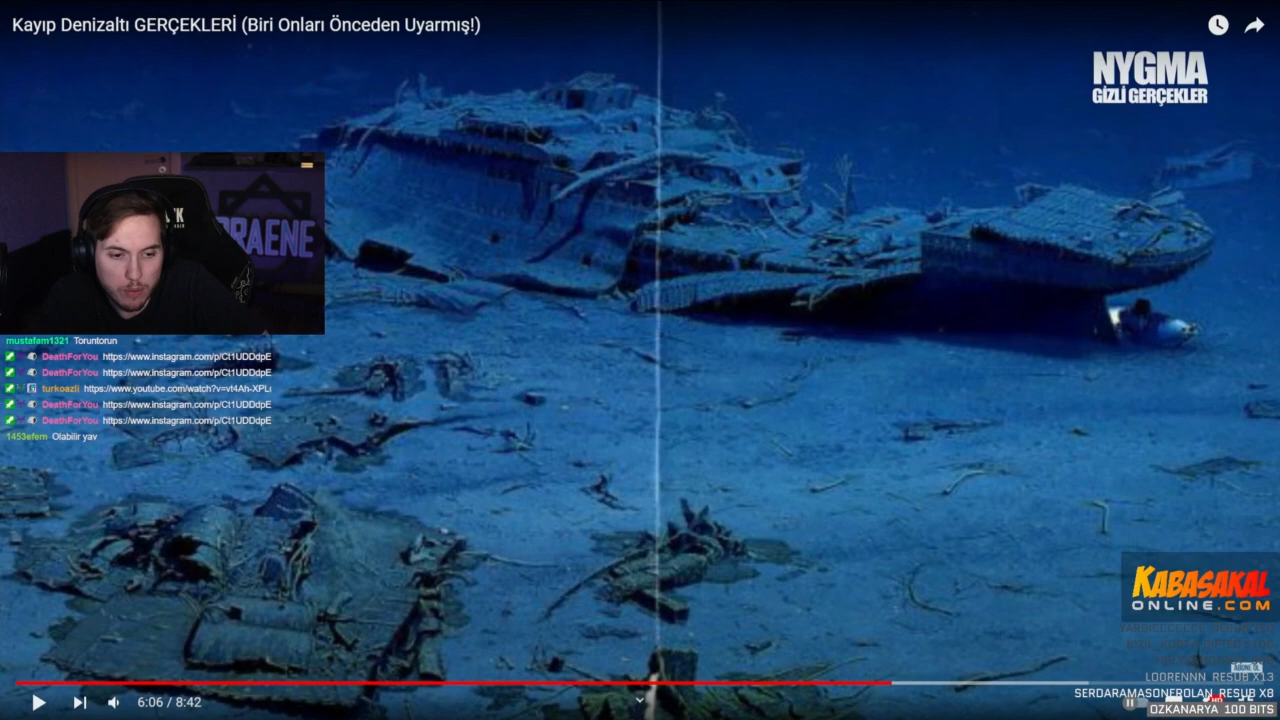 Kayıp Denizaltı GERÇEKLERİ (Biri Onları Önceden Uyarmış!)
NYGMA
GİZLİ GERÇEKLER
RAENE
mustafam1321 Toruntorun
DeathForYou https://www.instagram.com/p/Ct1UDDdpE
DeathForYou https://www.instagram.com/p/Ct1UDDdpE
turkoazli https://www.youtube.com/watch?v=vt4Ah-XPL
DeathForYou https://www.instagram.com/p/Ct1UDDdpE
DeathForYou https://www.instagram.com/p/Ct1UDDdpE
1453efem Olabilir yav
KABASAKAL
ONLINE.COM
ABONE OL
LOORENNN RESUB X13
SERDARAMASONEROLAN RESUB X8
OZKANARYA 100 BITS
6:06 / 8:42